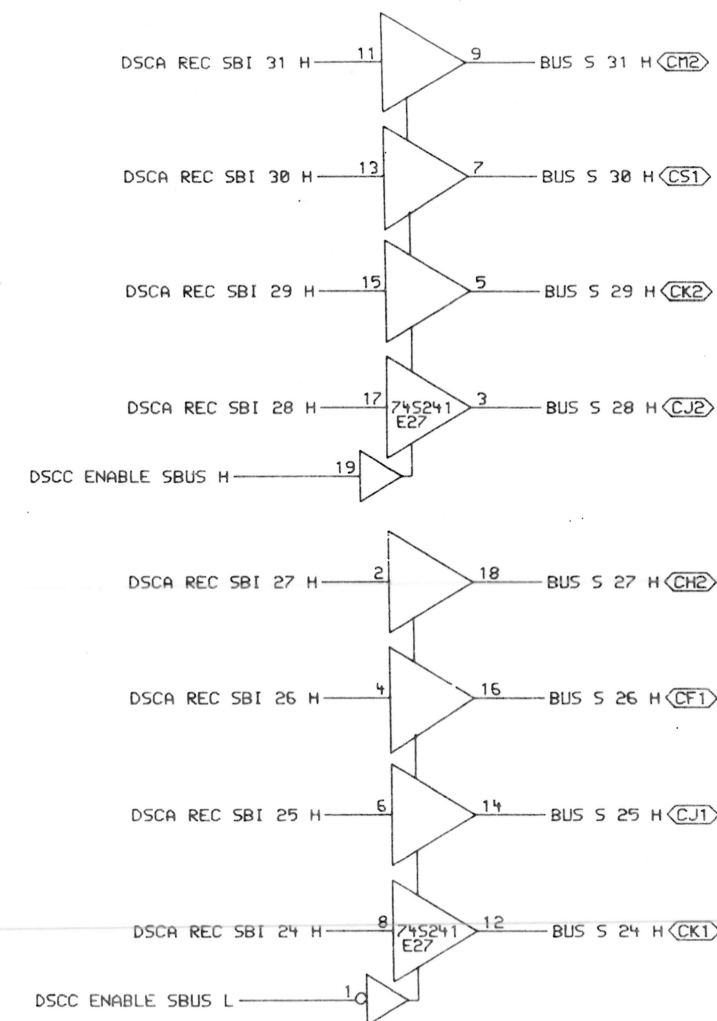 DSCA REC SBI 31 H 11 9 BUS S 31 H CM2
DSCA REC SBI 30 H 13 7 BUS S 30 H CS1
DSCA REC SBI 29 H 15 5 BUS S 29 H CK2
DSCA REC SBI 28 H 17 74S241 3 BUS S 28 H CJ2
E27
DSCC ENABLE SBUS H 19
DSCA REC SBI 27 H 2 18 BUS S 27 H CH2
DSCA REC SBI 26 H 4 16 BUS S 26 H CF1
DSCA REC SBI 25 H 6 14 BUS S 25 H CJ1
DSCA REC SBI 24 H 8 74S241 12 BUS S 24 H CK1
E27
DSCC ENABLE SBUS L 1